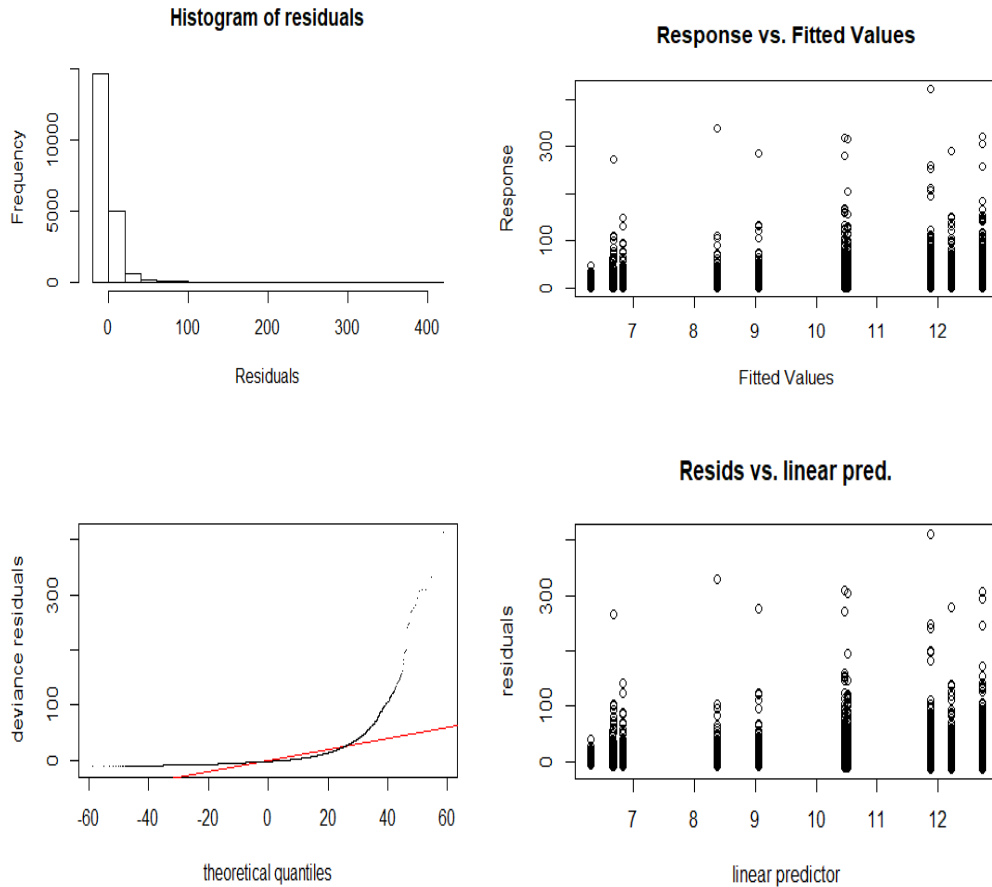 Histogram of residuals
Frequency
0 5000 10000
0 100 200 300 400
Residuals
Response vs. Fitted Values
Response
0 100 300
7 8 9 10 11 12
Fitted Values
deviance residuals
0 100 300
-60 -40 -20 0 20 40 60
theoretical quantiles
Resids vs. linear pred.
residuals
0 100 300
7 8 9 10 11 12
linear predictor